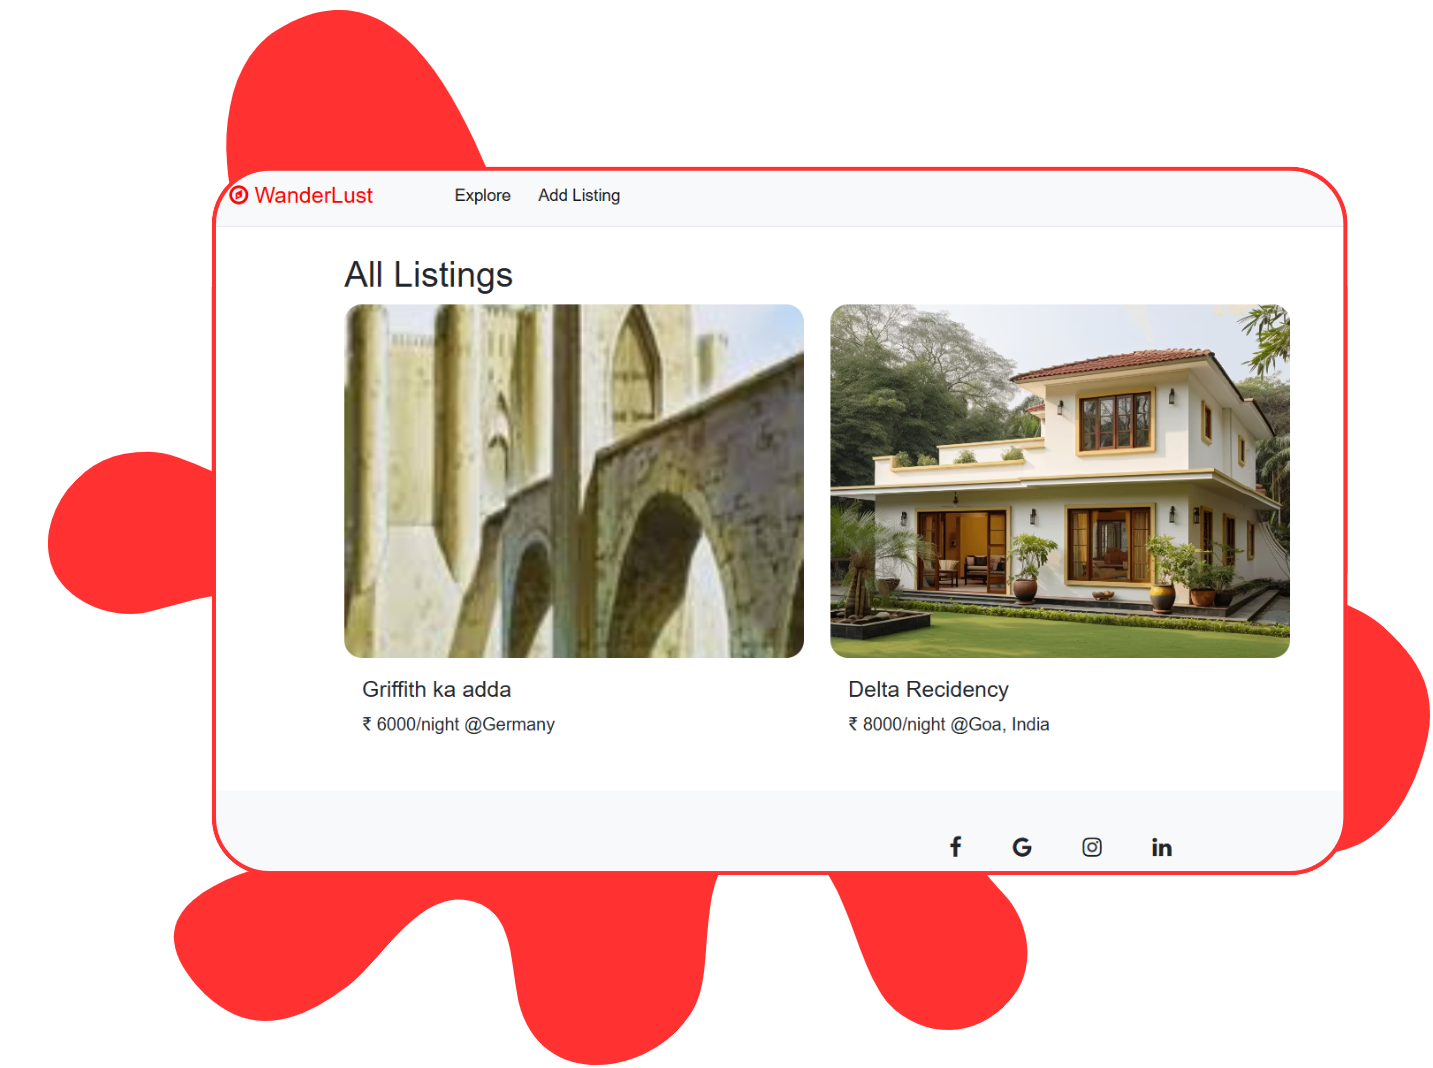 WanderLust Explore Add Listing
All Listings
Griffith ka adda
₹ 6000/night @Germany
Delta Recidency
₹ 8000/night @Goa, India